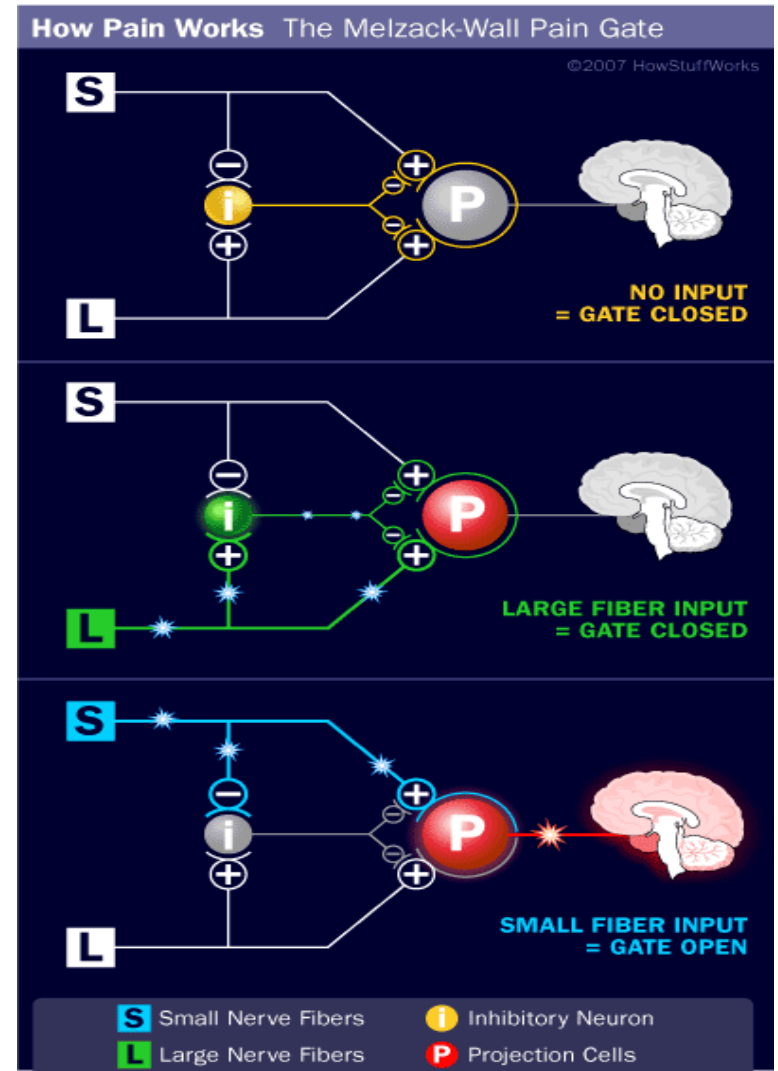 How Pain Works The Melzack-Wall Pain Gate
©2007 HowStuffWorks
S
−
+
i
−
P
−
+
+
L
NO INPUT
= GATE CLOSED
S
−
+
i
−
P
−
+
+
L
LARGE FIBER INPUT
= GATE CLOSED
S
−
+
i
−
P
−
+
+
L
SMALL FIBER INPUT
= GATE OPEN
S Small Nerve Fibers
i Inhibitory Neuron
L Large Nerve Fibers
P Projection Cells